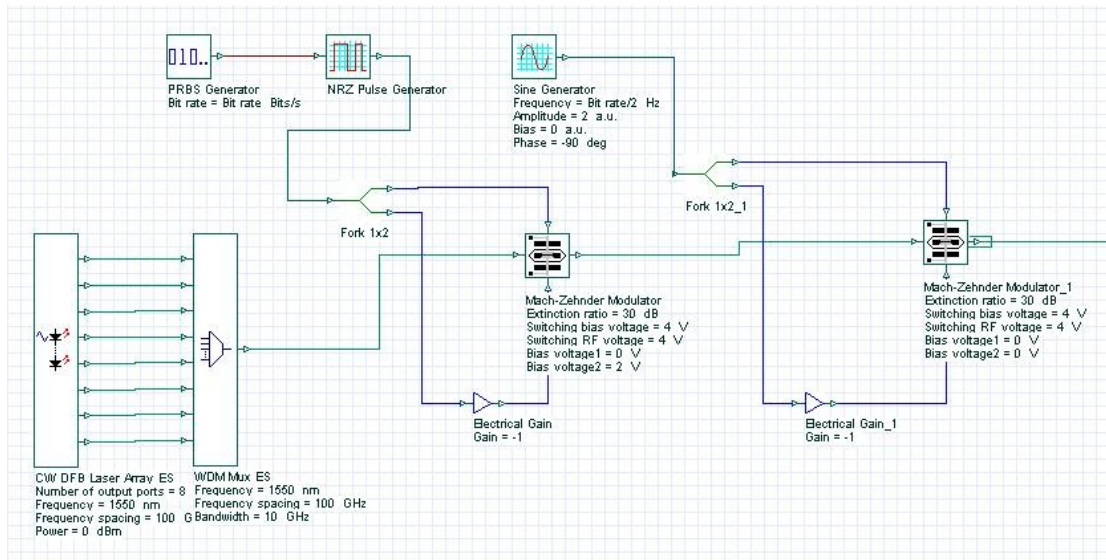 010..
PRBS Generator
Bit rate = Bit rate Bits/s
NRZ Pulse Generator
Sine Generator
Frequency = Bit rate/2 Hz
Amplitude = 2 a.u.
Bias = 0 a.u.
Phase = -90 deg
Fork 1x2
Fork 1x2_1
Mach-Zehnder Modulator
Extinction ratio = 30 dB
Switching bias voltage = 4 V
Switching RF voltage = 4 V
Bias voltage1 = 0 V
Bias voltage2 = 2 V
Mach-Zehnder Modulator_1
Extinction ratio = 30 dB
Switching bias voltage = 4 V
Switching RF voltage = 4 V
Bias voltage1 = 0 V
Bias voltage2 = 0 V
Electrical Gain
Gain = -1
Electrical Gain_1
Gain = -1
CW DFB Laser Array ES
Number of output ports = 8
Frequency = 1550 nm
Frequency spacing = 100 G
Power = 0 dBm
WDM Mux ES
Frequency = 1550 nm
Frequency spacing = 100 GHz
Bandwidth = 10 GHz